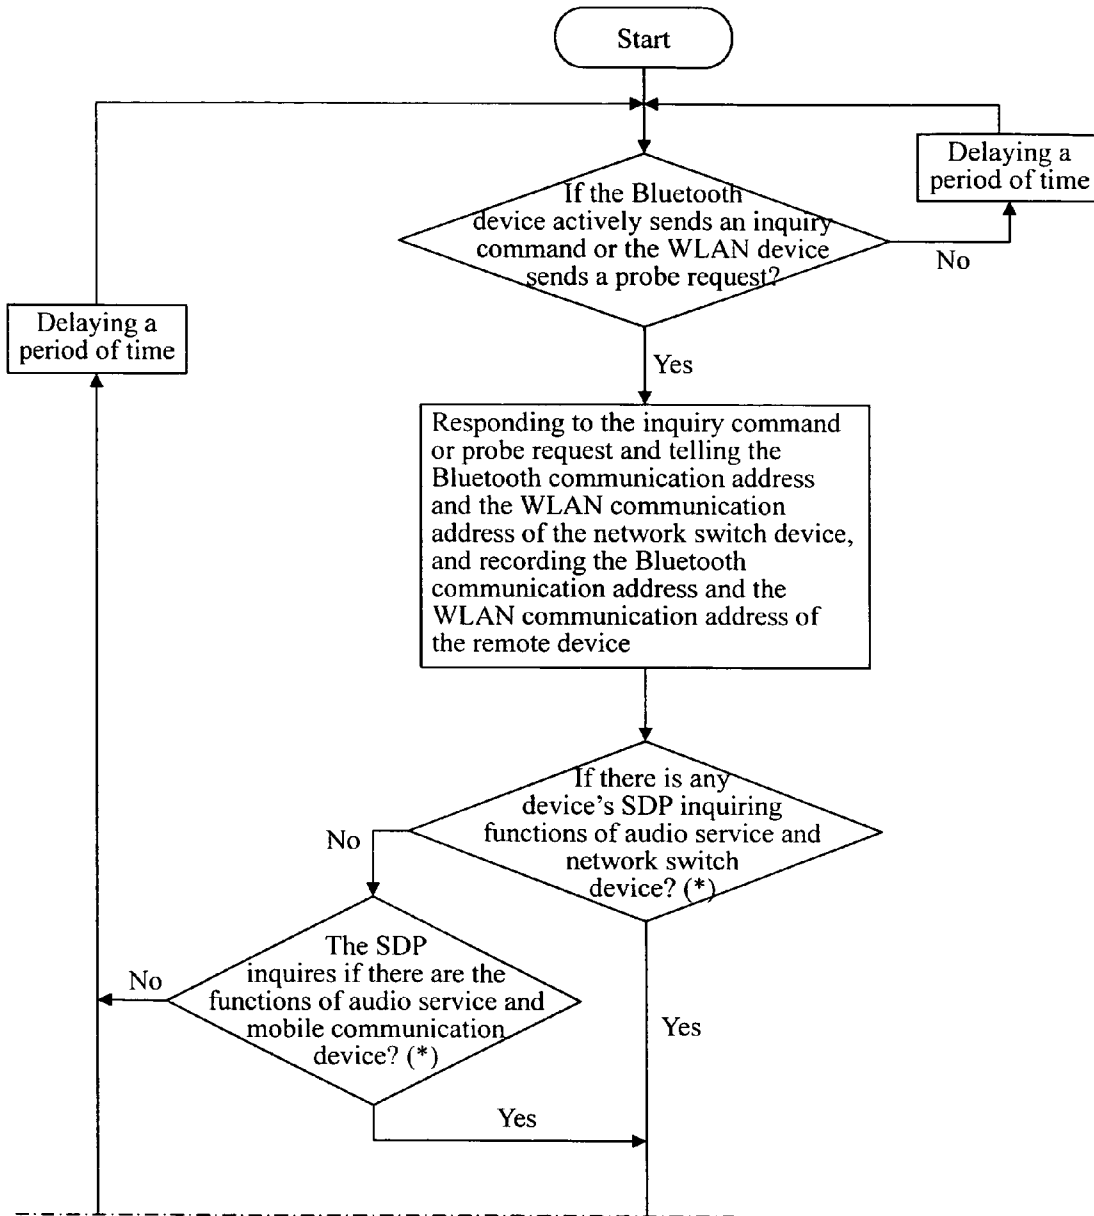 Start
Delaying a
period of time
If the Bluetooth
device actively sends an inquiry
command or the WLAN device
sends a probe request?
No
Delaying a
period of time
Yes
Responding to the inquiry command
or probe request and telling the
Bluetooth communication address
and the WLAN communication
address of the network switch device,
and recording the Bluetooth
communication address and the
WLAN communication address of
the remote device
If there is any
device's SDP inquiring
functions of audio service and
network switch
device? (*)
No
The SDP
inquires if there are the
functions of audio service and
mobile communication
device? (*)
No
Yes
Yes